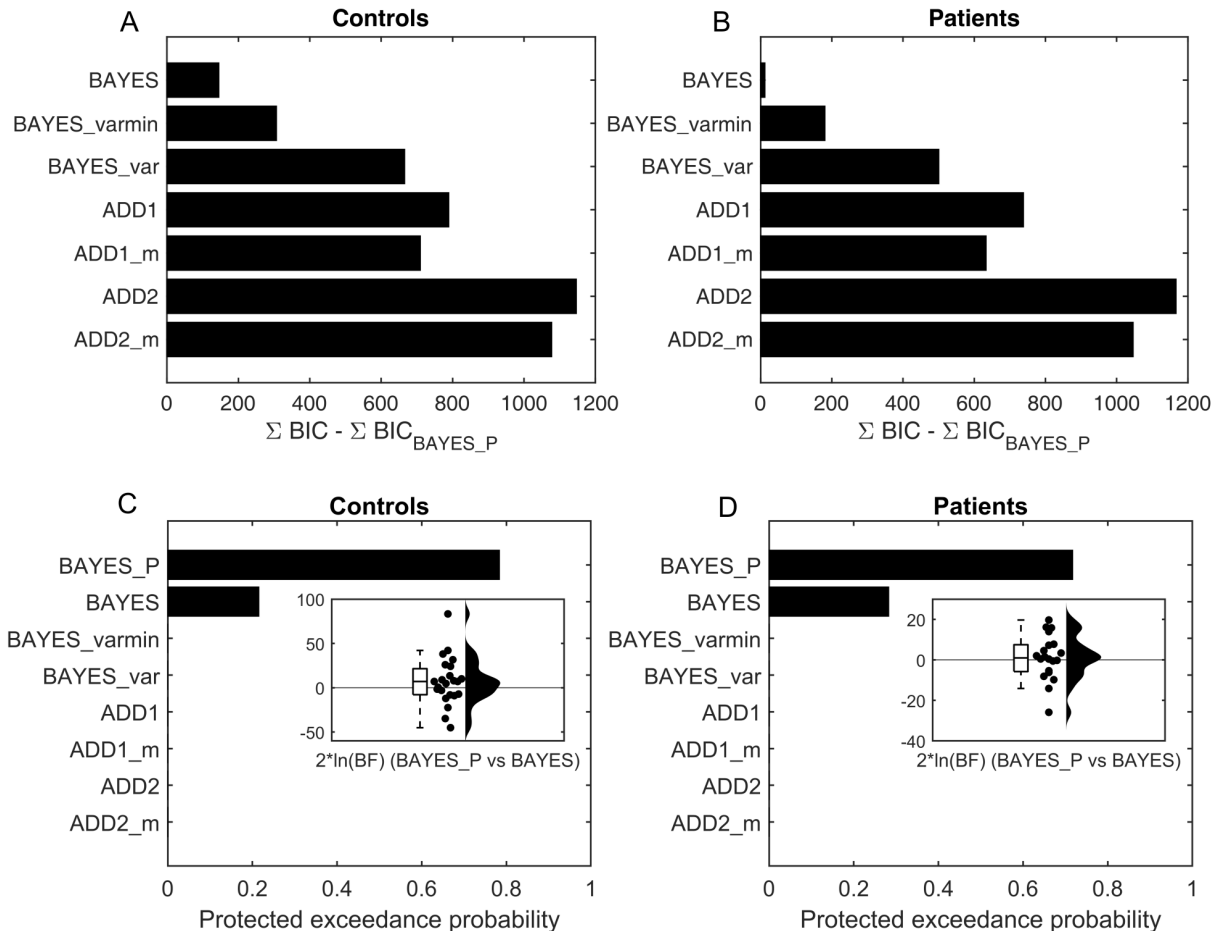 A
Controls
BAYES
BAYES_varmin
BAYES_var
ADD1
ADD1_m
ADD2
ADD2_m
0 200 400 600 800 1000 1200
Σ BIC - Σ BIC_BAYES_P
B
Patients
BAYES
BAYES_varmin
BAYES_var
ADD1
ADD1_m
ADD2
ADD2_m
0 200 400 600 800 1000 1200
Σ BIC - Σ BIC_BAYES_P
C
Controls
BAYES_P
BAYES
BAYES_varmin
BAYES_var
ADD1
ADD1_m
ADD2
ADD2_m
100
50
0
-50
2*ln(BF) (BAYES_P vs BAYES)
0 0.2 0.4 0.6 0.8 1
Protected exceedance probability
D
Patients
BAYES_P
BAYES
BAYES_varmin
BAYES_var
ADD1
ADD1_m
ADD2
ADD2_m
20
0
-20
-40
2*ln(BF) (BAYES_P vs BAYES)
0 0.2 0.4 0.6 0.8 1
Protected exceedance probability